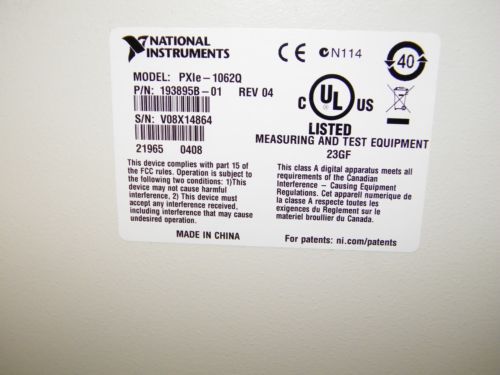 NATIONAL
INSTRUMENTS
CE N114
40
MODEL: PXIe-1062Q
P/N: 193895B-01 REV 04
S/N: V08X14864
21965 0408
C UL US
LISTED
MEASURING AND TEST EQUIPMENT
23GF
This device complies with part 15 of
the FCC rules. Operation is subject to the
following two conditions: 1)This
device may not cause harmful
interference, 2) This device must
accept any interference received,
including interference that may cause
undesired operation.
This class A digital apparatus meets all
requirements of the Canadian
Interference - Causing Equipment
Regulations. Cet appareil numerique de
la classe A respecte toutes les
exigences du Reglement sur le
materiel broullier du Canada.
MADE IN CHINA
For patents: ni.com/patents